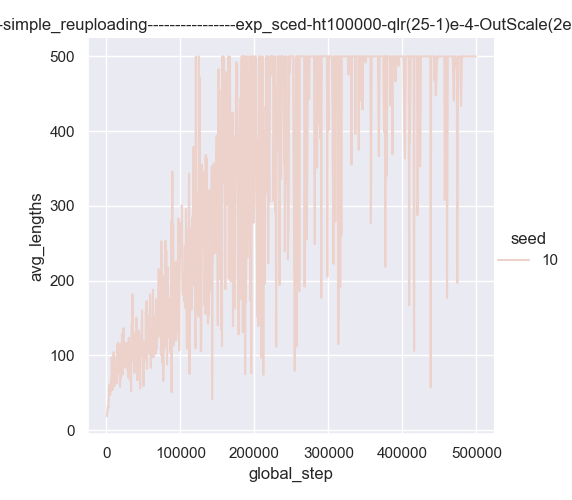 -simple_reuploading----------------exp_sced-ht100000-qlr(25-1)e-4-OutScale(2e
500
400
300
200
100
0
avg_lengths
0 100000 200000 300000 400000 500000
global_step
seed
10